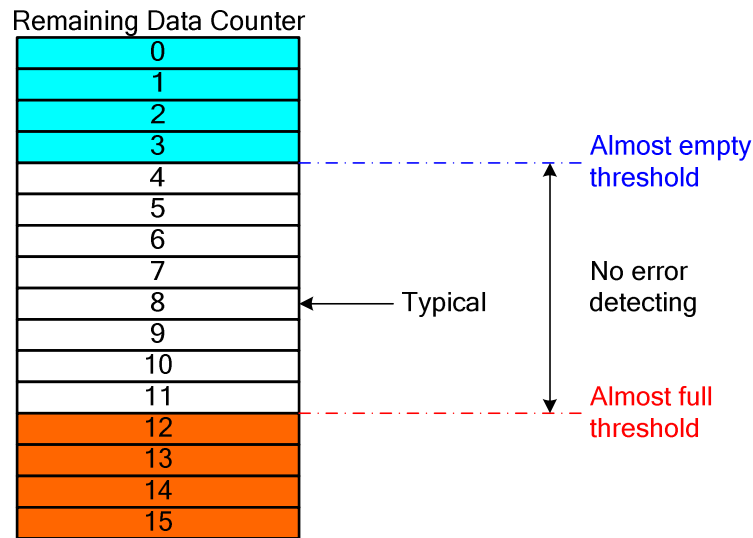 Remaining Data Counter
0
1
2
3
Almost empty
threshold
4
5
6
7
No error
detecting
8
Typical
9
10
11
Almost full
threshold
12
13
14
15